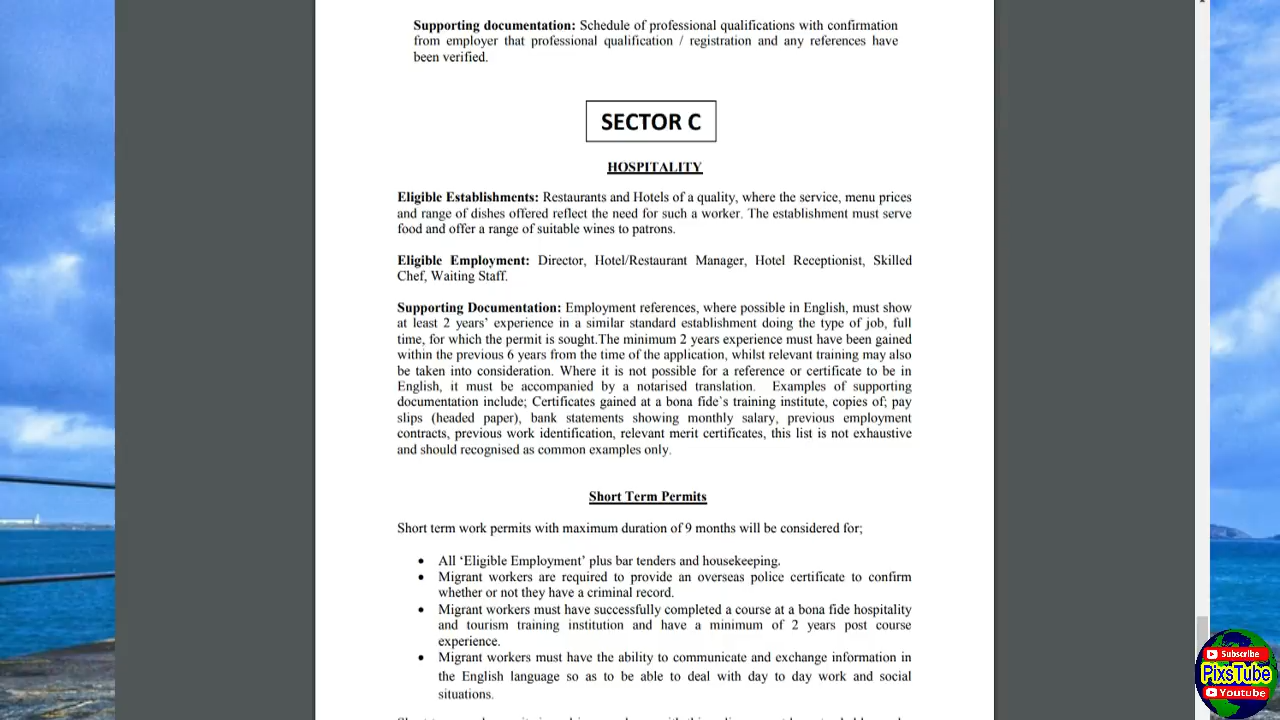 Supporting documentation: Schedule of professional qualifications with confirmation
from employer that professional qualification / registration and any references have
been verified.
SECTOR C
HOSPITALITY
Eligible Establishments: Restaurants and Hotels of a quality, where the service, menu prices
and range of dishes offered reflect the need for such a worker. The establishment must serve
food and offer a range of suitable wines to patrons.
Eligible Employment: Director, Hotel/Restaurant Manager, Hotel Receptionist, Skilled
Chef, Waiting Staff.
Supporting Documentation: Employment references, where possible in English, must show
at least 2 years’ experience in a similar standard establishment doing the type of job, full
time, for which the permit is sought.The minimum 2 years experience must have been gained
within the previous 6 years from the time of the application, whilst relevant training may also
be taken into consideration. Where it is not possible for a reference or certificate to be in
English, it must be accompanied by a notarised translation. Examples of supporting
documentation include; Certificates gained at a bona fide`s training institute, copies of; pay
slips (headed paper), bank statements showing monthly salary, previous employment
contracts, previous work identification, relevant merit certificates, this list is not exhaustive
and should recognised as common examples only.
Short Term Permits
Short term work permits with maximum duration of 9 months will be considered for;
• All ‘Eligible Employment’ plus bar tenders and housekeeping.
• Migrant workers are required to provide an overseas police certificate to confirm
whether or not they have a criminal record.
• Migrant workers must have successfully completed a course at a bona fide hospitality
and tourism training institution and have a minimum of 2 years post course
experience.
• Migrant workers must have the ability to communicate and exchange information in
the English language so as to be able to deal with day to day work and social
situations.
Subscribe
PixsTube
Youtube